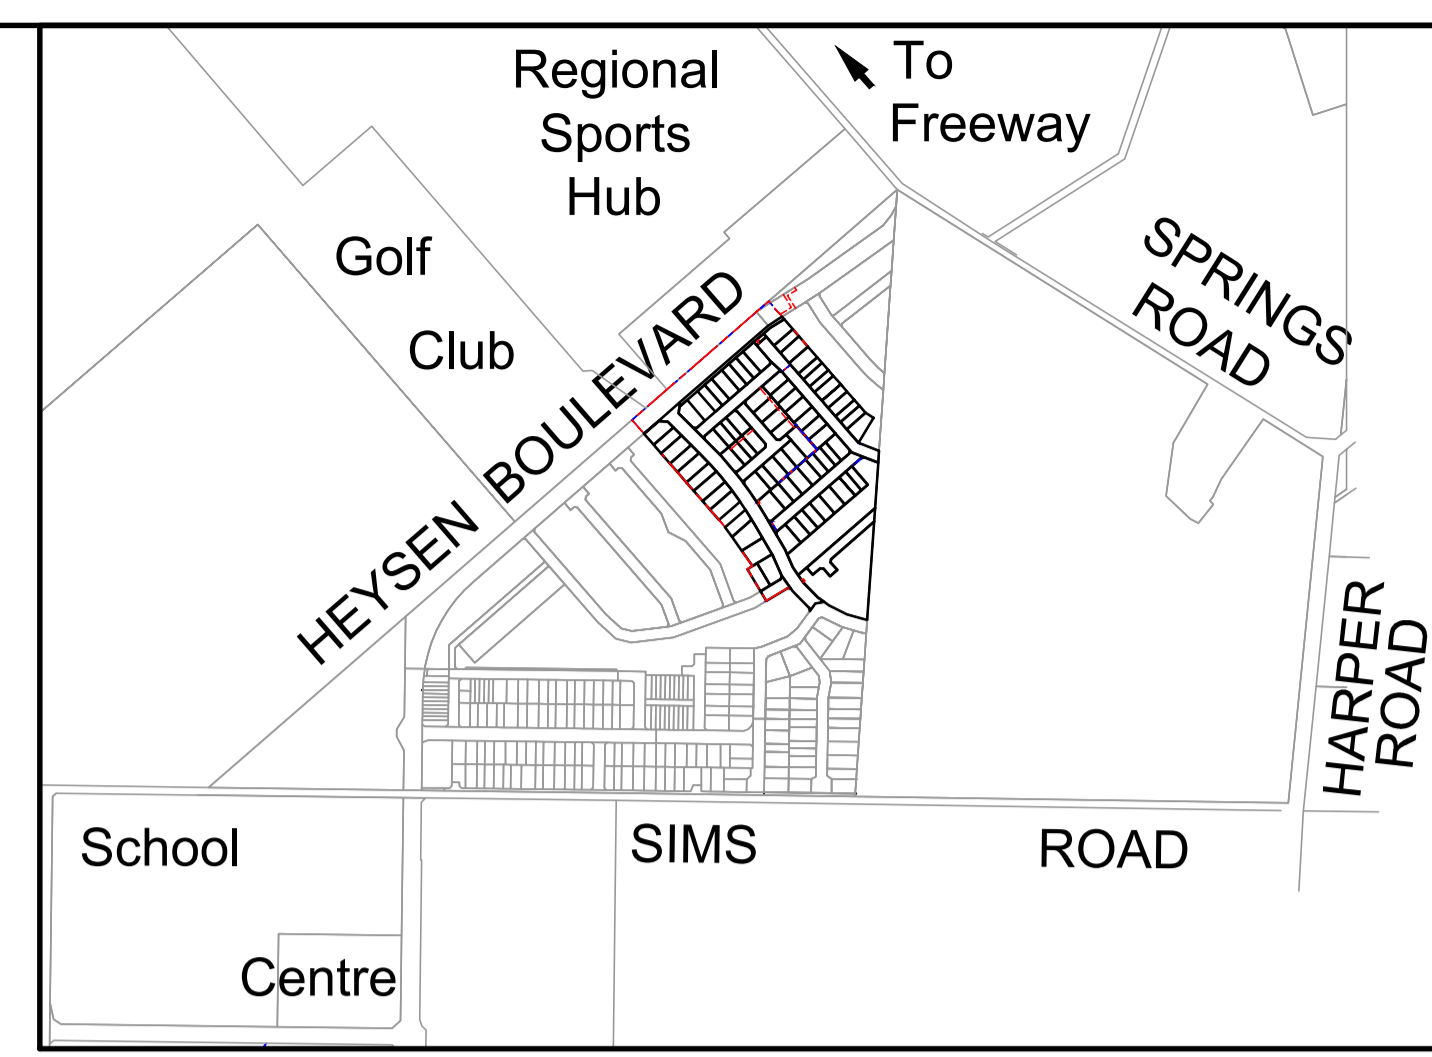 Regional
Sports
Hub
To
Freeway
Golf
Club
SPRINGS
ROAD
HEYSEN BOULEVARD
HARPER
ROAD
School
SIMS ROAD
Centre